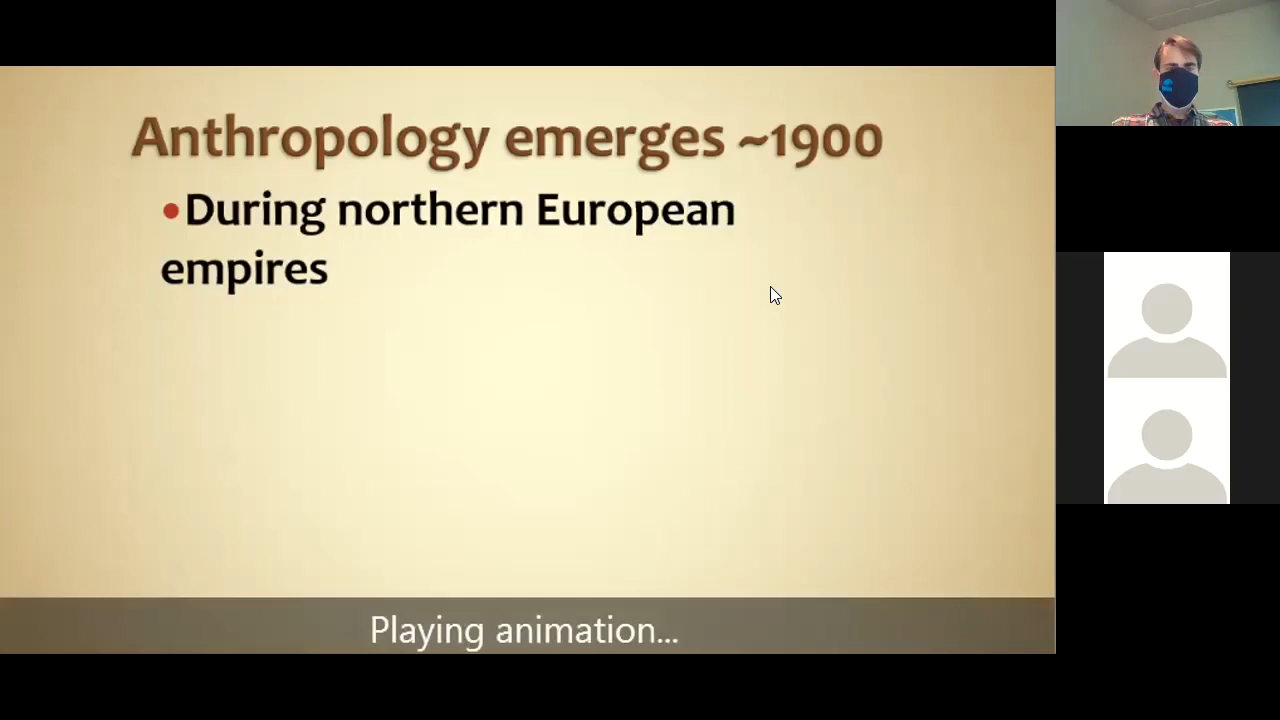 Anthropology emerges ~1900
•During northern European
empires
Playing animation...